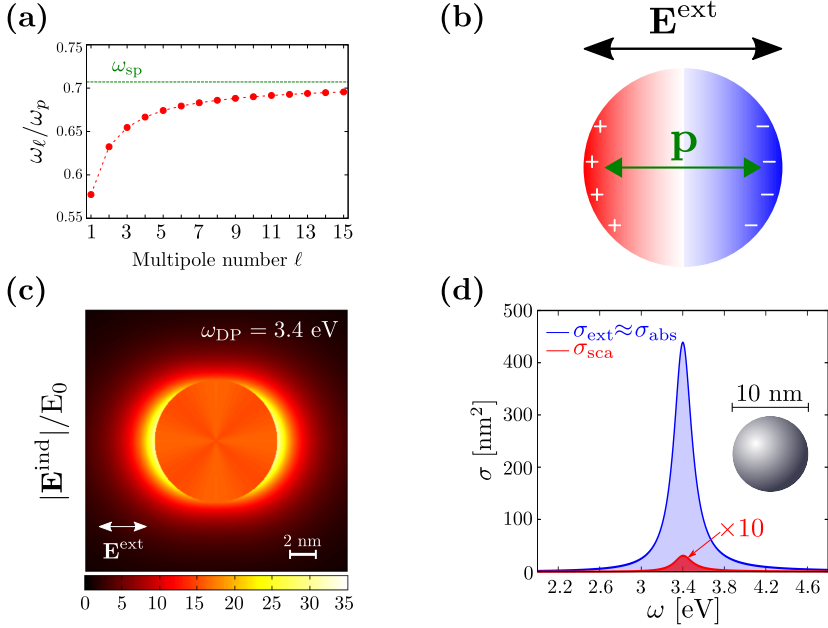 (a)
0.75
0.7
0.65
0.6
0.55
ω_ℓ/ω_p
ω_sp
1 3 5 7 9 11 13 15
Multipole number ℓ
(b)
E^ext
p
+ −
+ −
+ −
+ −
(c)
ω_DP = 3.4 eV
|E^ind|/E_0
E^ext
2 nm
0 5 10 15 20 25 30 35
(d)
500
400
300
200
100
0
σ [nm²]
σ_ext≈σ_abs
σ_sca
10 nm
×10
2.2 2.6 3 3.4 3.8 4.2 4.6
ω [eV]